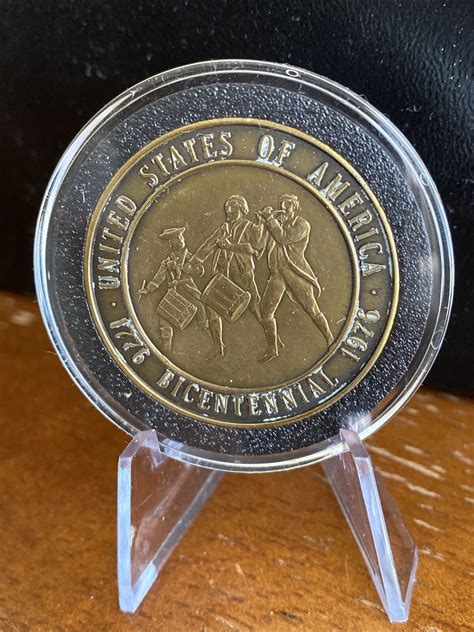 · UNITED STATES OF AMERICA ·
1776 BICENTENNIAL 1976